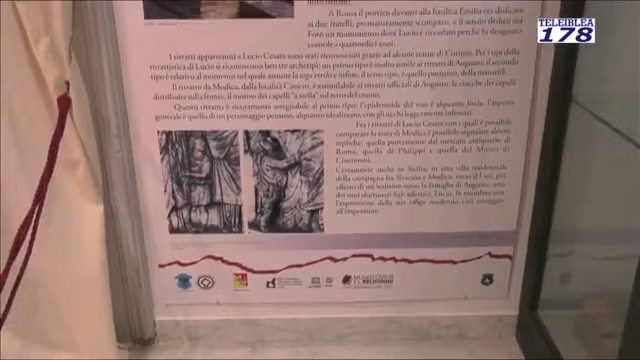 TELEIBLEA
178
A Roma il portico davanti alla basilica Emilia era dedicato
ai due fratelli, prematuramente scomparsi, e il senato dedicò nel
Foro un monumento dove Lucio è ricordato perché fu designato
console a quattordici anni.
I ritratti appartenenti a Lucio Cesare sono stati riconosciuti grazie ad alcune statue di Corinto. Per i tipi della
ritrattistica di Lucio si riconoscono ben tre archetipi: un primo tipo è molto simile ai ritratti di Augusto, il secondo
tipo è relativo al momento nel quale assume la toga virile e infine, il terzo tipo, è quello postumo, della maturità.
Il ritratto da Modica, dalla località Cassero, è assimilabile ai ritratti ufficiali di Augusto: le ciocche dei capelli
distribuite sulla fronte, il motivo dei capelli "a stella" sul retro del cranio.
Questo ritratto è sicuramente assegnabile al primo tipo: l'epidermide del viso è alquanto liscia, l'aspetto
generale è quello di un personaggio pensoso, alquanto idealizzato, con gli occhi leggermente infossati.
Fra i ritratti di Lucio Cesare con i quali è possibile
comparare la testa di Modica è possibile segnalare alcune
repliche: quella proveniente dal mercato antiquario di
Roma, quella di Philippi e quella del Museo di
Cincinnati.
Certamente anche in Sicilia, in una villa residenziale
della campagna fra Siracusa e Modica, verso il I sec. per
effetto di un balsamo verso la famiglia di Augusto, uno
dei suoi sfortunati figli adottivi, Lucio, fu ricordato con
l'esposizione della sua effige rendendo così omaggio
all'imperatore.